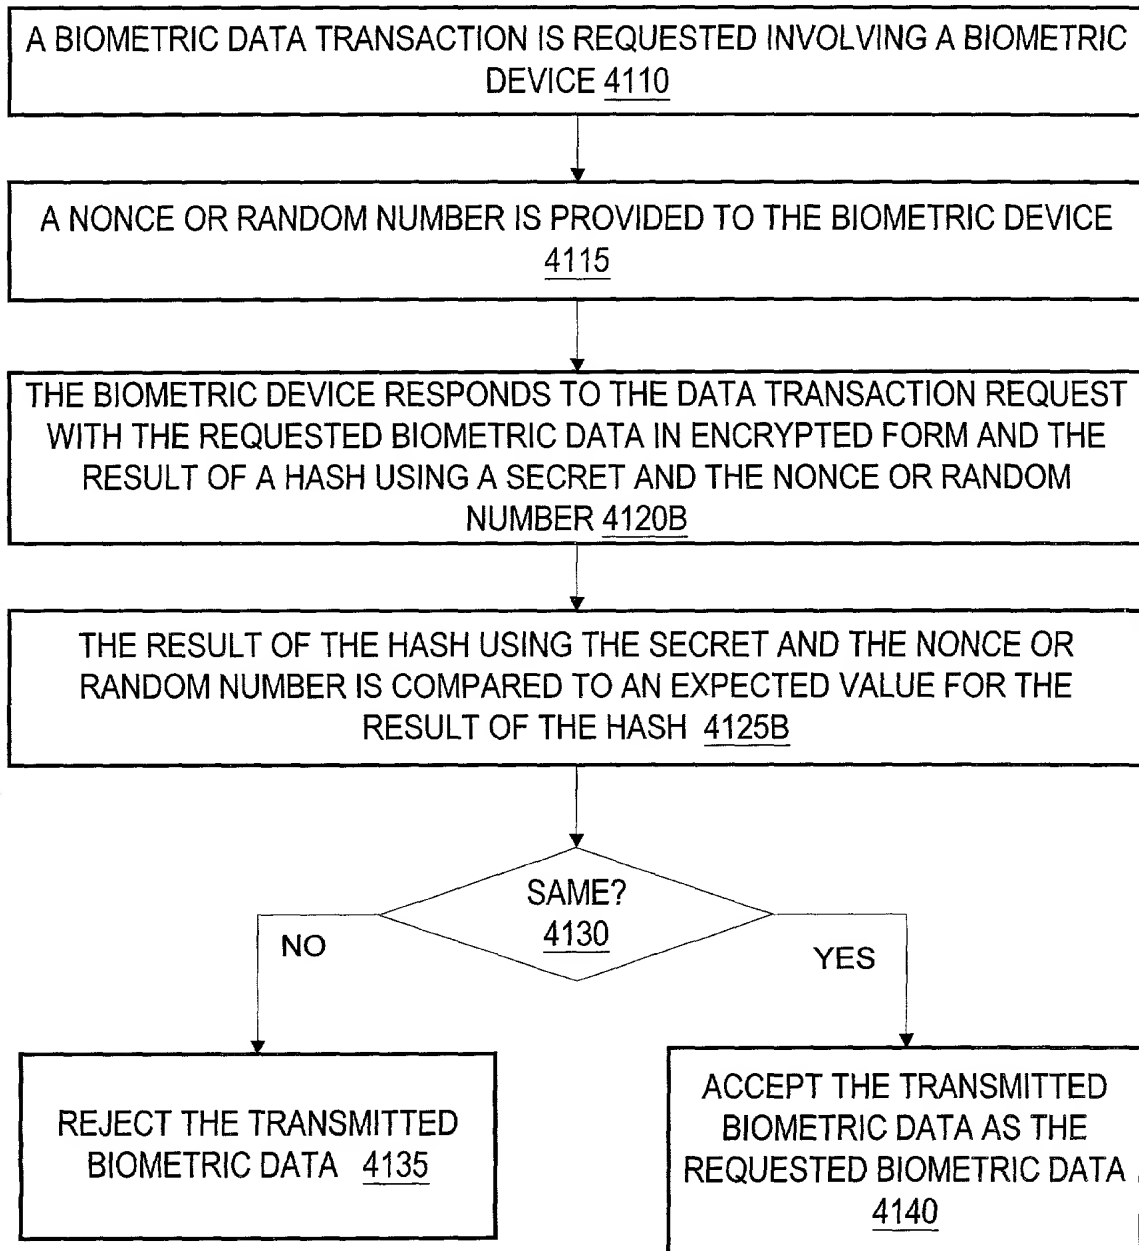 A BIOMETRIC DATA TRANSACTION IS REQUESTED INVOLVING A BIOMETRIC
DEVICE 4110
A NONCE OR RANDOM NUMBER IS PROVIDED TO THE BIOMETRIC DEVICE
4115
THE BIOMETRIC DEVICE RESPONDS TO THE DATA TRANSACTION REQUEST
WITH THE REQUESTED BIOMETRIC DATA IN ENCRYPTED FORM AND THE
RESULT OF A HASH USING A SECRET AND THE NONCE OR RANDOM
NUMBER 4120B
THE RESULT OF THE HASH USING THE SECRET AND THE NONCE OR
RANDOM NUMBER IS COMPARED TO AN EXPECTED VALUE FOR THE
RESULT OF THE HASH 4125B
SAME?
4130
NO
YES
REJECT THE TRANSMITTED
BIOMETRIC DATA 4135
ACCEPT THE TRANSMITTED
BIOMETRIC DATA AS THE
REQUESTED BIOMETRIC DATA
4140